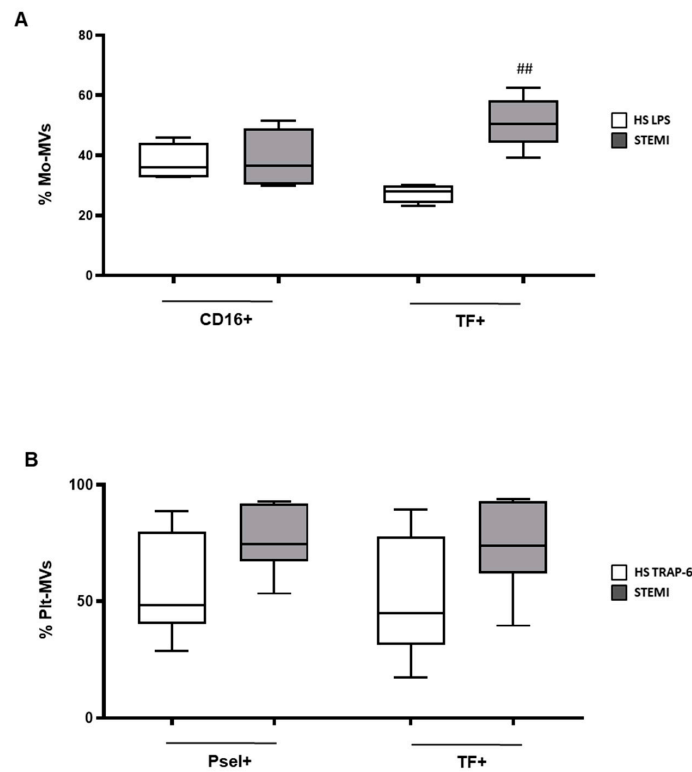 A
80
60
40
20
0
% Mo-MVs
##
HS LPS
STEMI
CD16+
TF+
B
100
50
0
% Plt-MVs
HS TRAP-6
STEMI
Psel+
TF+